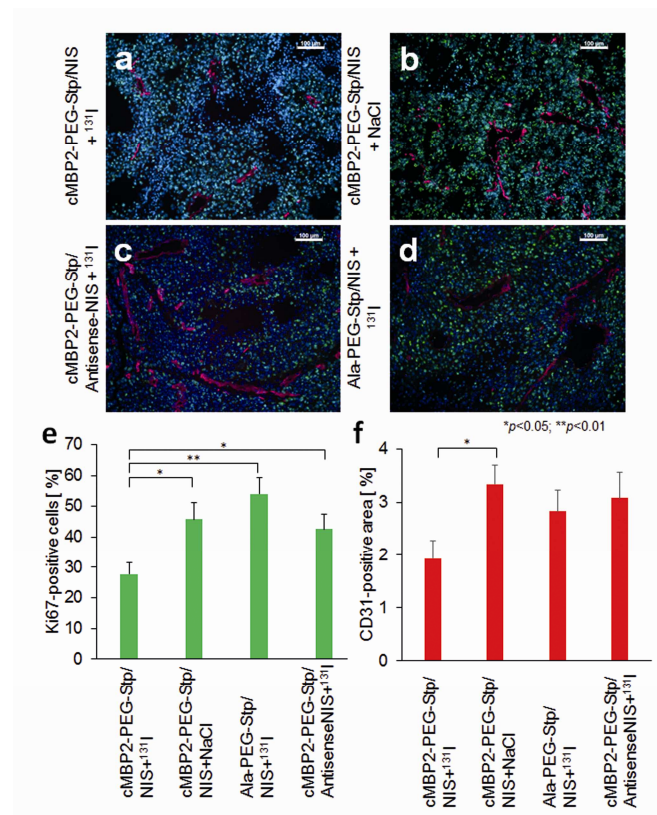 cMBP2-PEG-Stp/NIS
+ ¹³¹I
a
100 µm
cMBP2-PEG-Stp/NIS
+ NaCl
b
100 µm
cMBP2-PEG-Stp/
Antisense-NIS + ¹³¹I
c
100 µm
Ala-PEG-Stp/NIS +
¹³¹I
d
100 µm
*p<0.05; **p<0.01
e
Ki67-positive cells [ %]
70
60
50
40
30
20
10
0
*
**
*
cMBP2-PEG-Stp/
NIS+¹³¹I
cMBP2-PEG-Stp/
NIS+NaCl
Ala-PEG-Stp/
NIS+¹³¹I
cMBP2-PEG-Stp/
AntisenseNIS+¹³¹I
f
CD31-positive area [ %]
4
3
2
1
0
*
cMBP2-PEG-Stp/
NIS+¹³¹I
cMBP2-PEG-Stp/
NIS+NaCl
Ala-PEG-Stp/
NIS+¹³¹I
cMBP2-PEG-Stp/
AntisenseNIS+¹³¹I